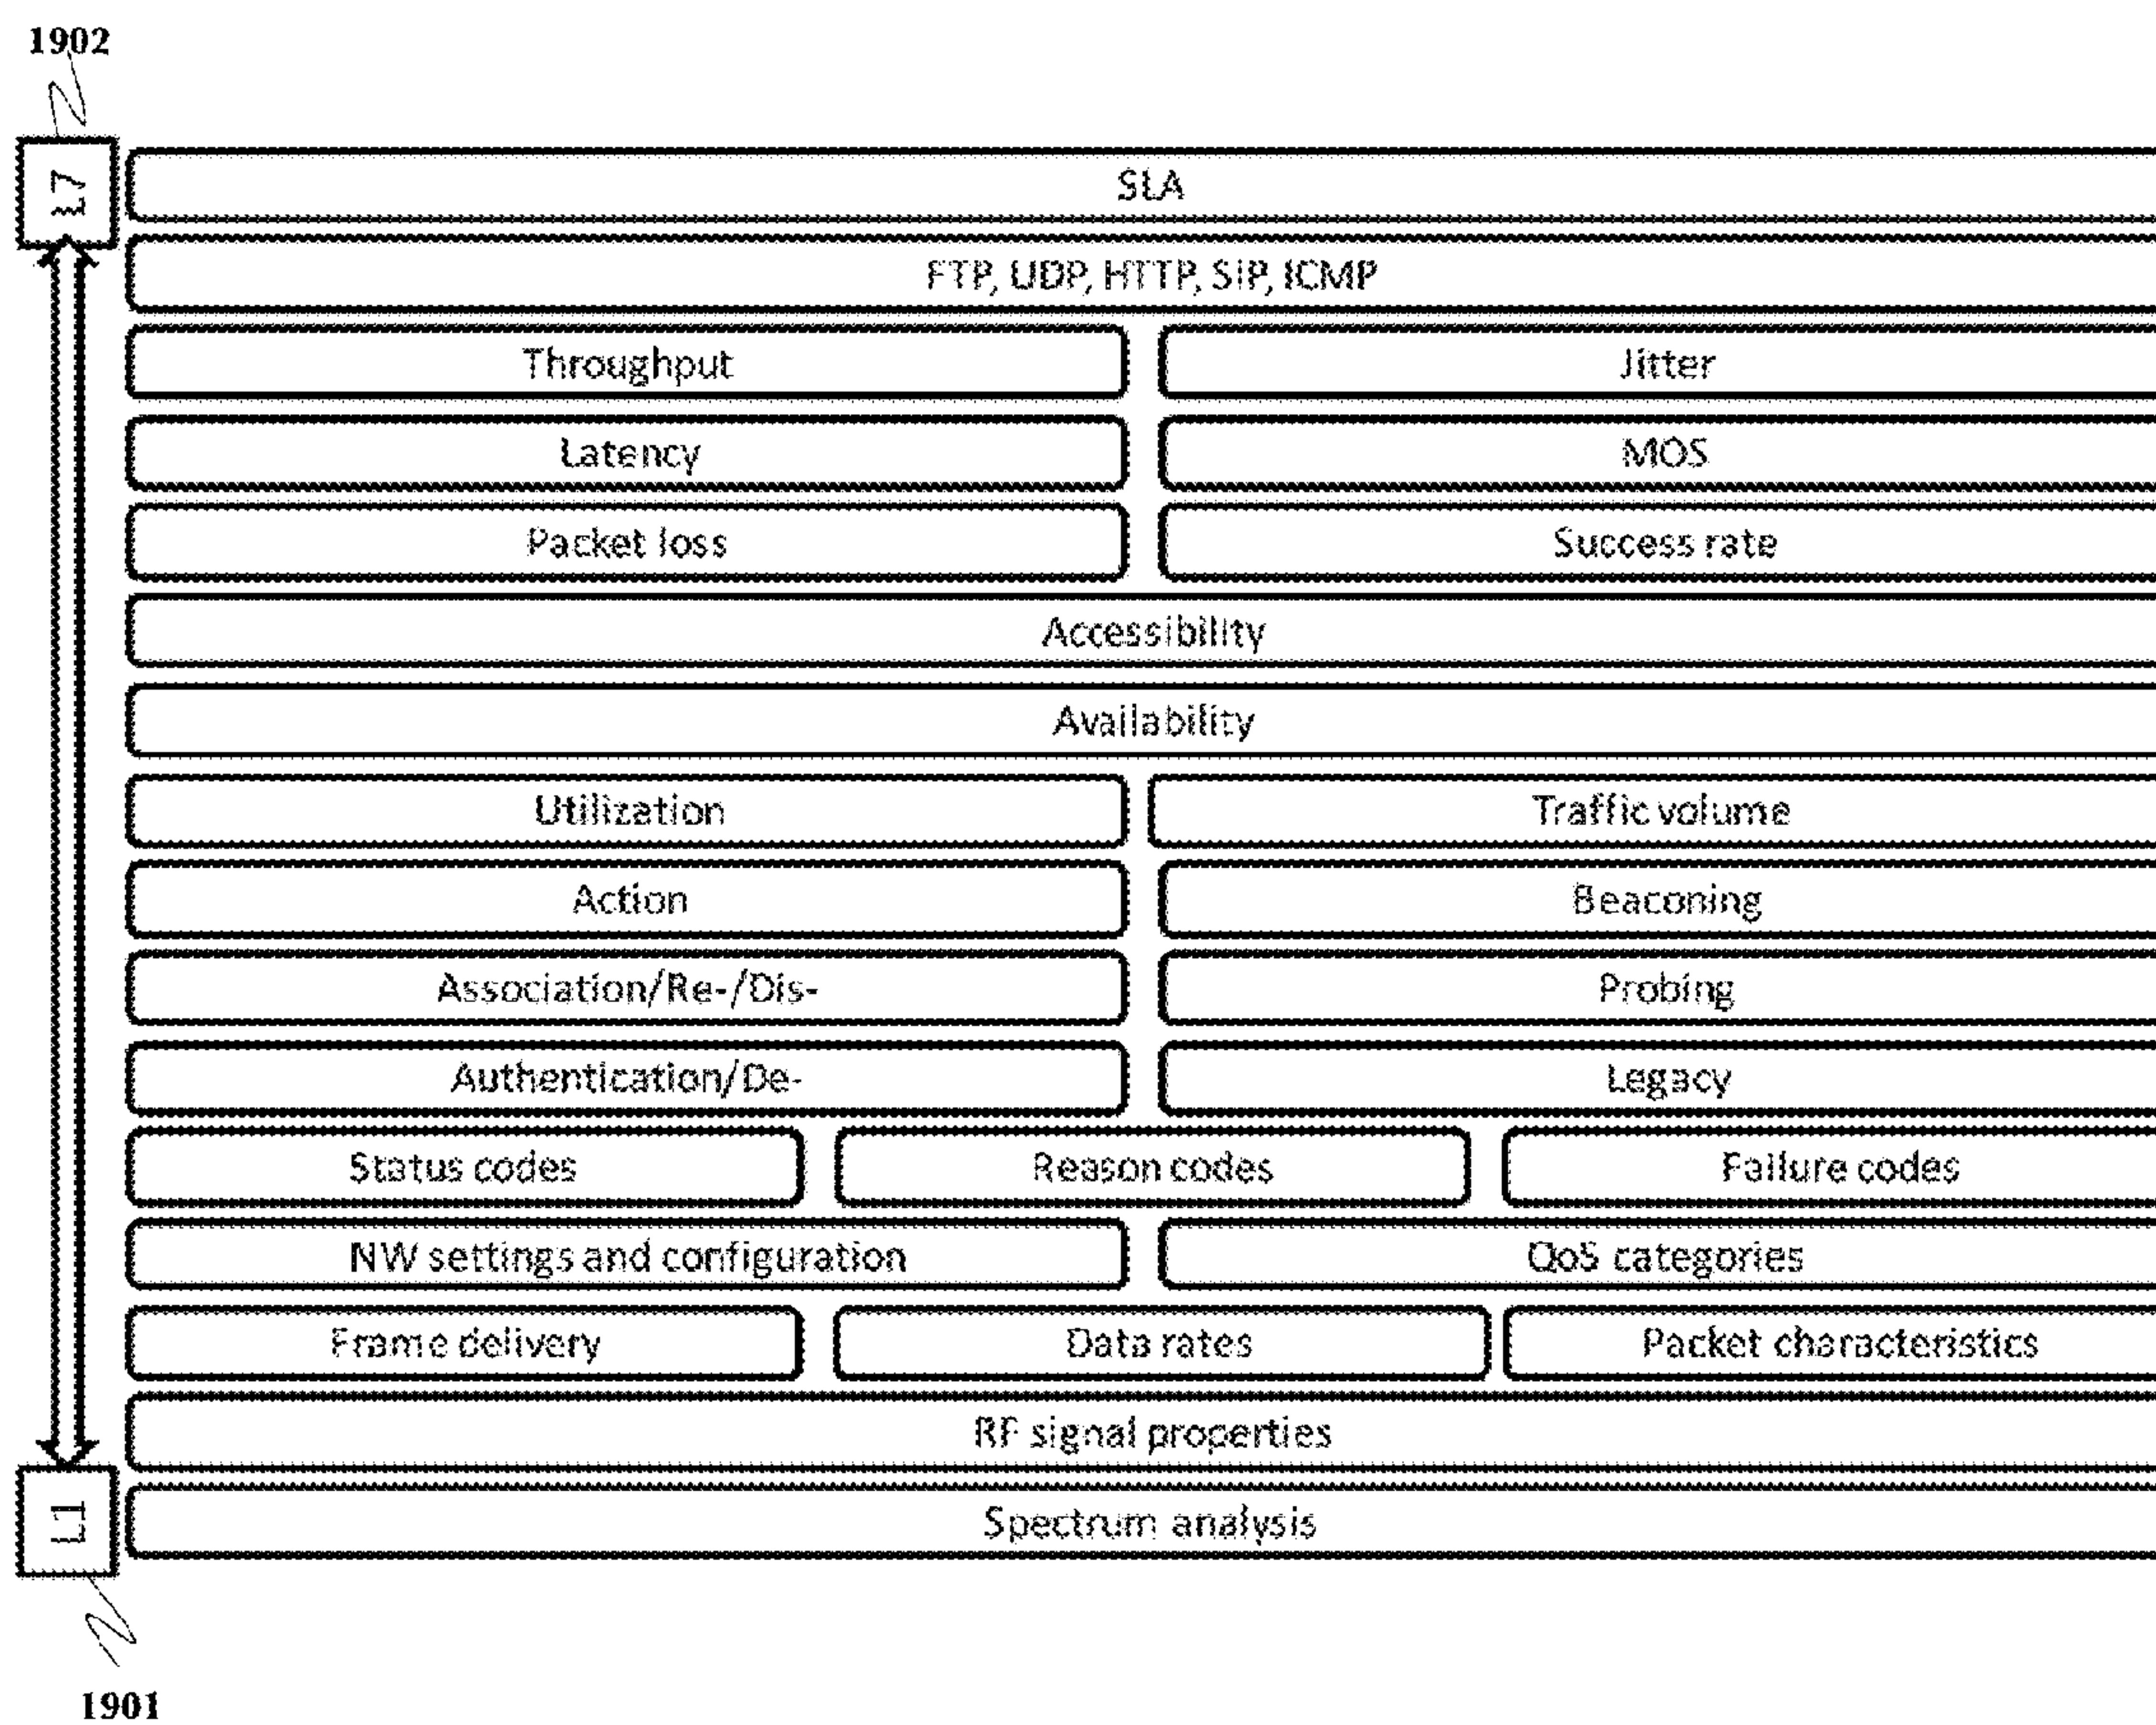 1902
L7
SLA
FTP, UDP, HTTP, SIP, ICMP
Throughput
Jitter
Latency
MOS
Packet loss
Success rate
Accessibility
Availability
Utilization
Traffic volume
Action
Beaconing
Association/Re-/Dis-
Probing
Authentication/De-
Legacy
Status codes
Reason codes
Failure codes
NW settings and configuration
QoS categories
Frame delivery
Data rates
Packet characteristics
RF signal properties
L1
Spectrum analysis
1901